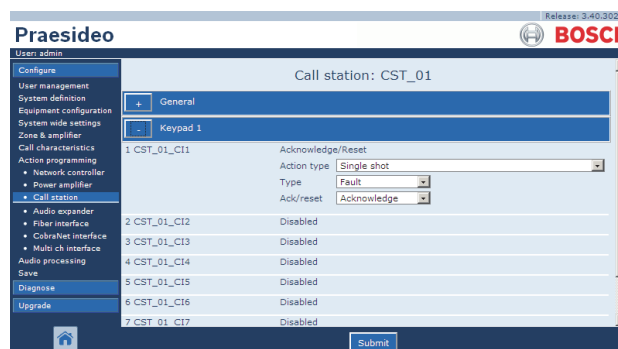 Release: 3.40.302
Praesideo
BOSCH
User: admin
Configure
User management
System definition
Equipment configuration
System wide settings
Zone & amplifier
Call characteristics
Action programming
• Network controller
• Power amplifier
• Call station
• Audio expander
• Fiber interface
• CobraNet interface
• Multi ch interface
Audio processing
Save
Diagnose
Upgrade
Call station: CST_01
+ General
- Keypad 1
1 CST_01_CI1 Acknowledge/Reset
Action type Single shot
Type Fault
Ack/reset Acknowledge
2 CST_01_CI2 Disabled
3 CST_01_CI3 Disabled
4 CST_01_CI4 Disabled
5 CST_01_CI5 Disabled
6 CST_01_CI6 Disabled
7 CST_01_CI7 Disabled
Submit